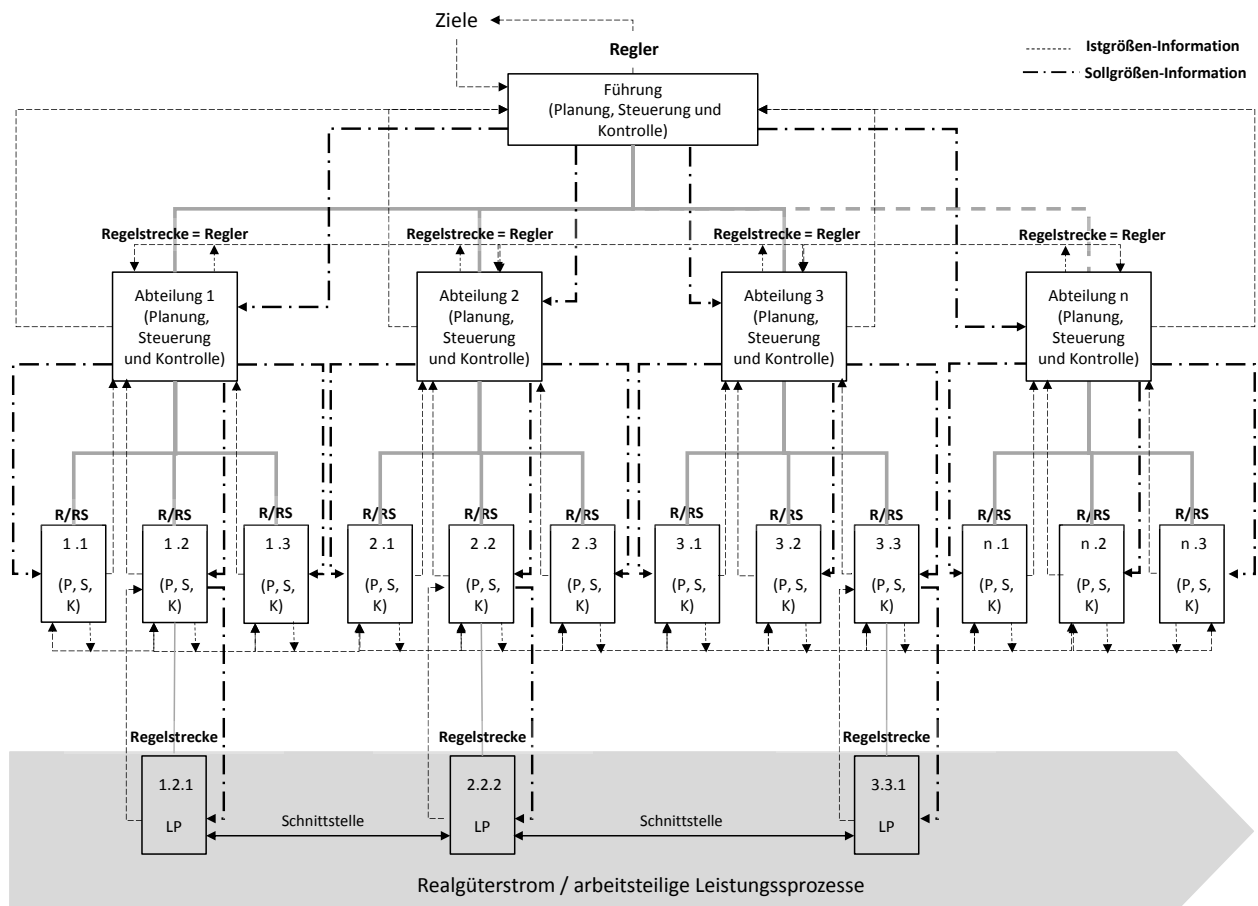 Ziele
Regler
Istgrößen-Information
Sollgrößen-Information
Führung
(Planung, Steuerung und
Kontrolle)
Regelstrecke = Regler
Regelstrecke = Regler
Regelstrecke = Regler
Regelstrecke = Regler
Abteilung 1
(Planung,
Steuerung
und Kontrolle)
Abteilung 2
(Planung,
Steuerung
und Kontrolle)
Abteilung 3
(Planung,
Steuerung
und Kontrolle)
Abteilung n
(Planung,
Steuerung
und Kontrolle)
R/RS
R/RS
R/RS
R/RS
R/RS
R/RS
R/RS
R/RS
R/RS
R/RS
R/RS
R/RS
1 .1
(P, S,
K)
1 .2
(P, S,
K)
1 .3
(P, S,
K)
2 .1
(P, S,
K)
2 .2
(P, S,
K)
2 .3
(P, S,
K)
3 .1
(P, S,
K)
3 .2
(P, S,
K)
3 .3
(P, S,
K)
n .1
(P, S,
K)
n .2
(P, S,
K)
n .3
(P, S,
K)
Regelstrecke
Regelstrecke
Regelstrecke
1.2.1
LP
2.2.2
LP
3.3.1
LP
Schnittstelle
Schnittstelle
Realgüterstrom / arbeitsteilige Leistungssprozesse